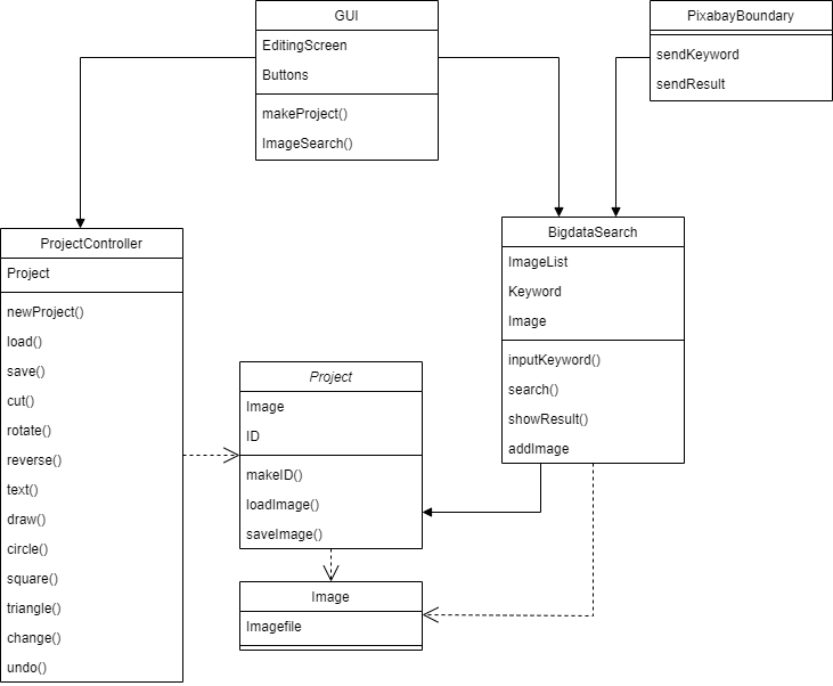 GUI
EditingScreen
Buttons
makeProject()
ImageSearch()
PixabayBoundary
sendKeyword
sendResult
ProjectController
Project
newProject()
load()
save()
cut()
rotate()
reverse()
text()
draw()
circle()
square()
triangle()
change()
undo()
Project
Image
ID
makeID()
loadImage()
saveImage()
Image
Imagefile
BigdataSearch
ImageList
Keyword
Image
inputKeyword()
search()
showResult()
addImage